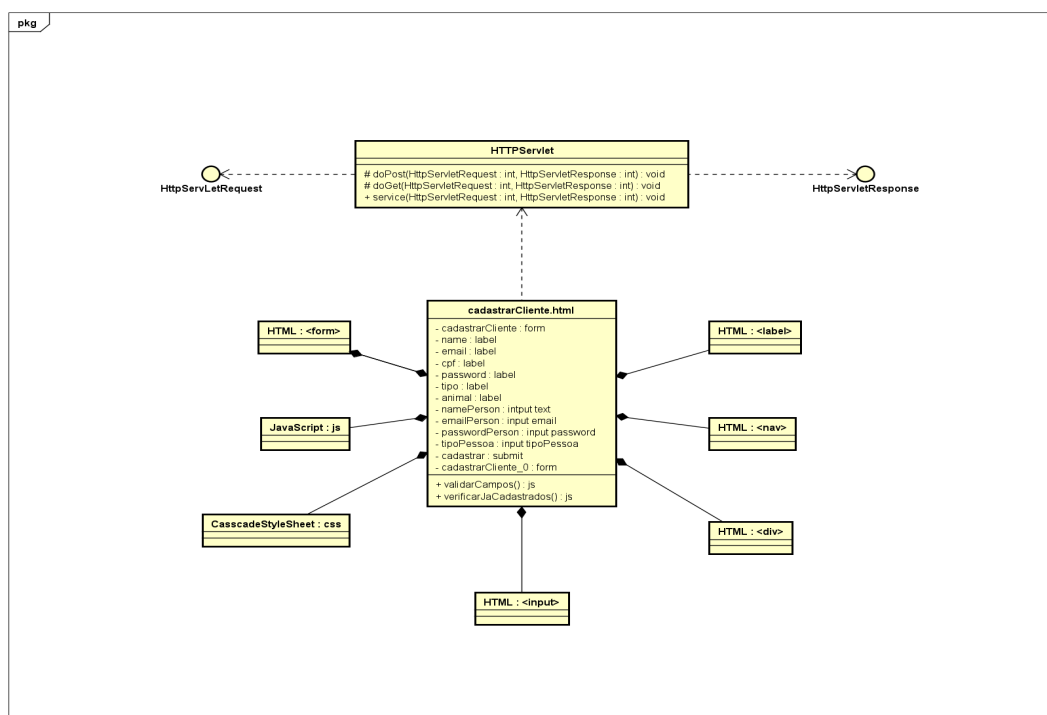 pkg
HTTPServlet
# doPost(HttpServletRequest : int, HttpServletResponse : int) : void
# doGet(HttpServletRequest : int, HttpServletResponse : int) : void
+ service(HttpServletRequest : int, HttpServletResponse : int) : void
HttpServLetRequest
HttpServletResponse
cadastrarCliente.html
- cadastrarCliente : form
- name : label
- email : label
- cpf : label
- password : label
- tipo : label
- animal : label
- namePerson : intput text
- emailPerson : input email
- passwordPerson : input password
- tipoPessoa : input tipoPessoa
- cadastrar : submit
- cadastrarCliente_0 : form
+ validarCampos() : js
+ verificarJaCadastrados() : js
HTML : <form>
HTML : <label>
JavaScript : js
HTML : <nav>
CasscadeStyleSheet : css
HTML : <div>
HTML : <input>